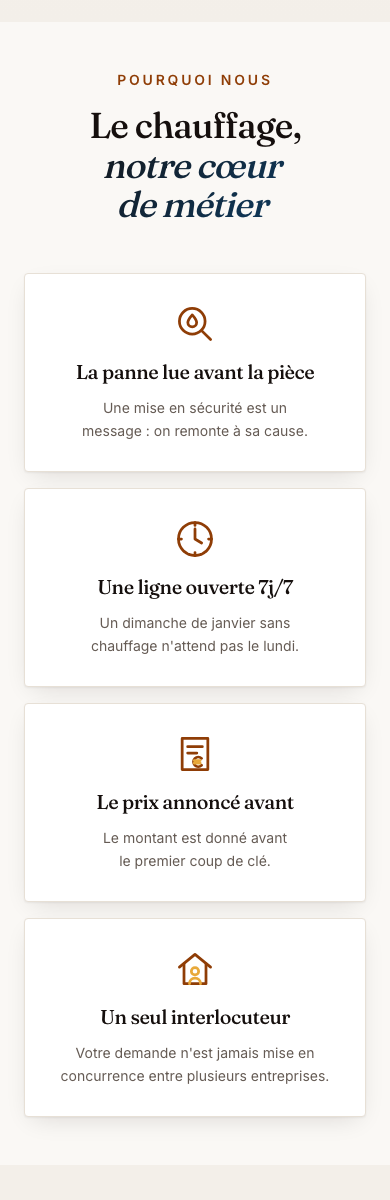 POURQUOI NOUS
Le chauffage,
notre cœur
de métier
La panne lue avant la pièce
Une mise en sécurité est un
message : on remonte à sa cause.
Une ligne ouverte 7j/7
Un dimanche de janvier sans
chauffage n'attend pas le lundi.
€
Le prix annoncé avant
Le montant est donné avant
le premier coup de clé.
Un seul interlocuteur
Votre demande n'est jamais mise en
concurrence entre plusieurs entreprises.